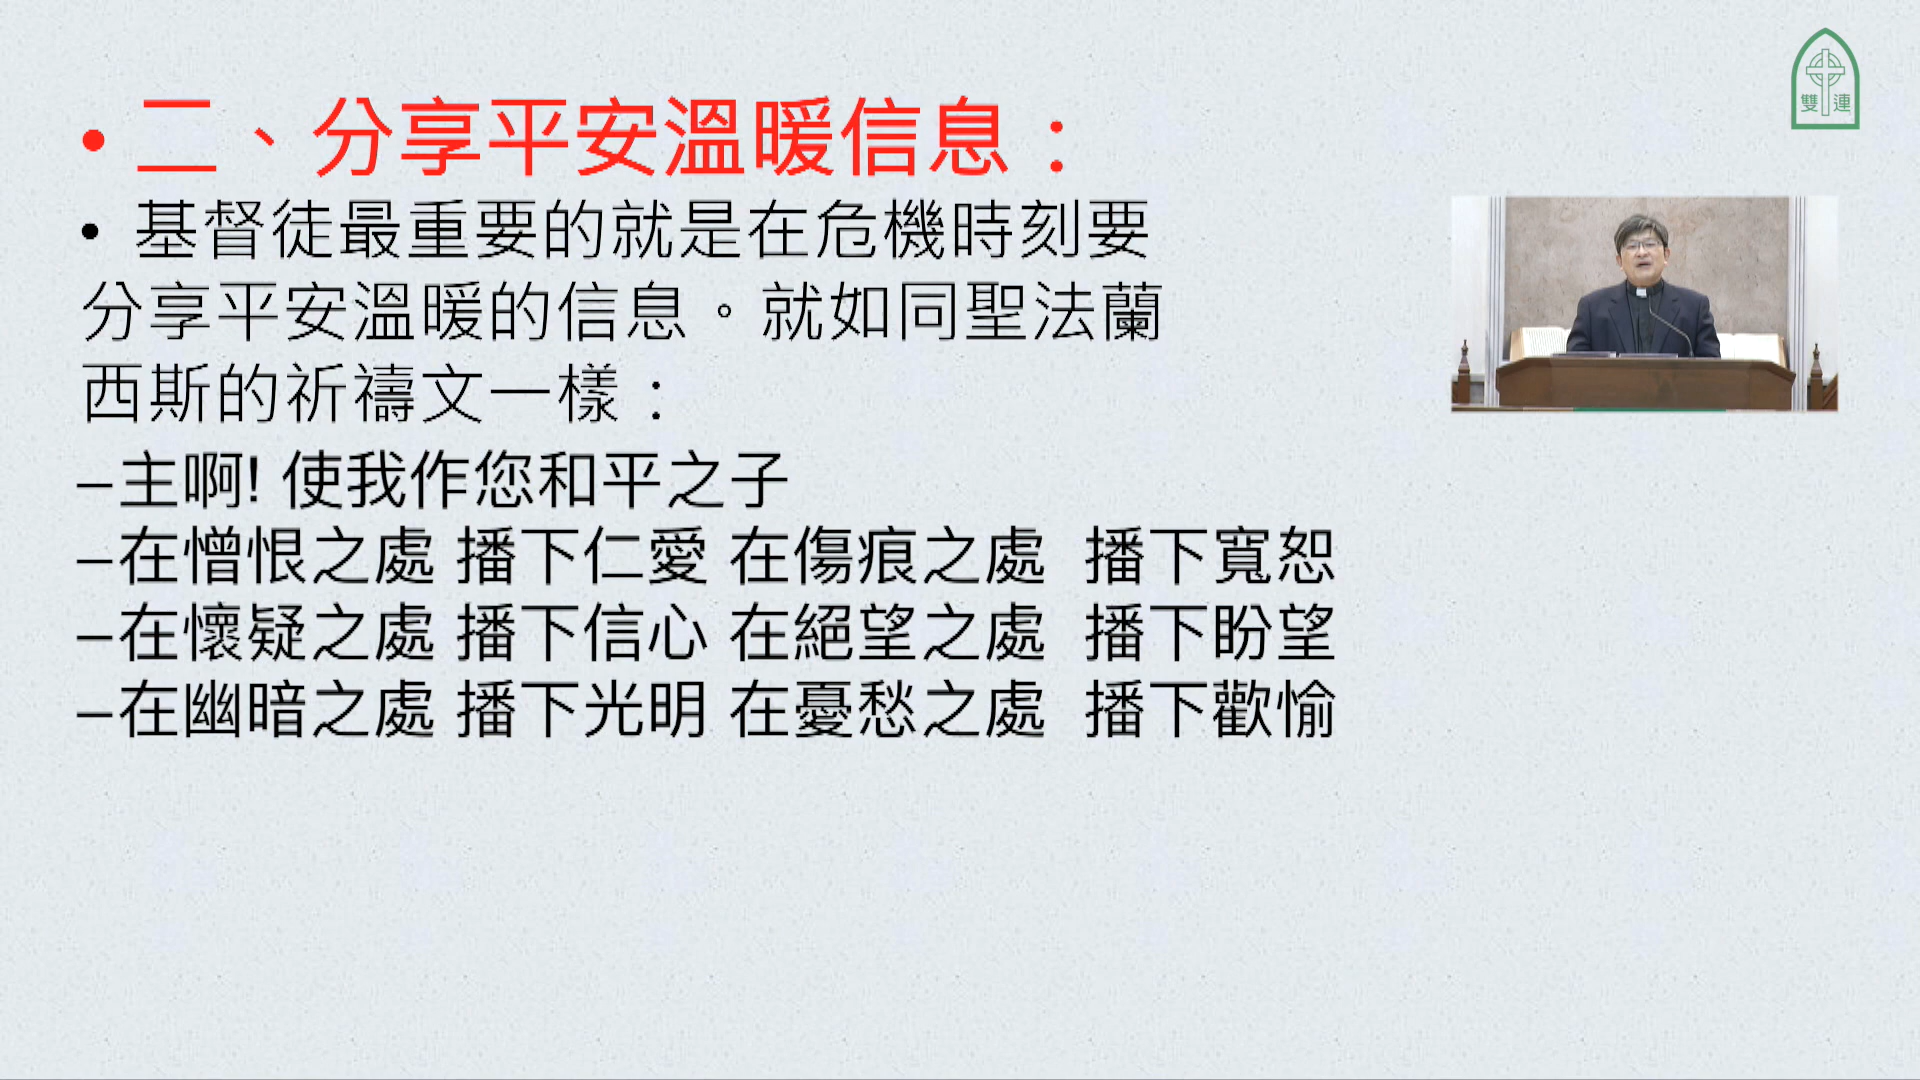 • 二、分享平安溫暖信息：
• 基督徒最重要的就是在危機時刻要
分享平安溫暖的信息。就如同聖法蘭
西斯的祈禱文一樣：
–主啊! 使我作您和平之子
–在憎恨之處 播下仁愛 在傷痕之處 播下寬恕
–在懷疑之處 播下信心 在絕望之處 播下盼望
–在幽暗之處 播下光明 在憂愁之處 播下歡愉
雙連